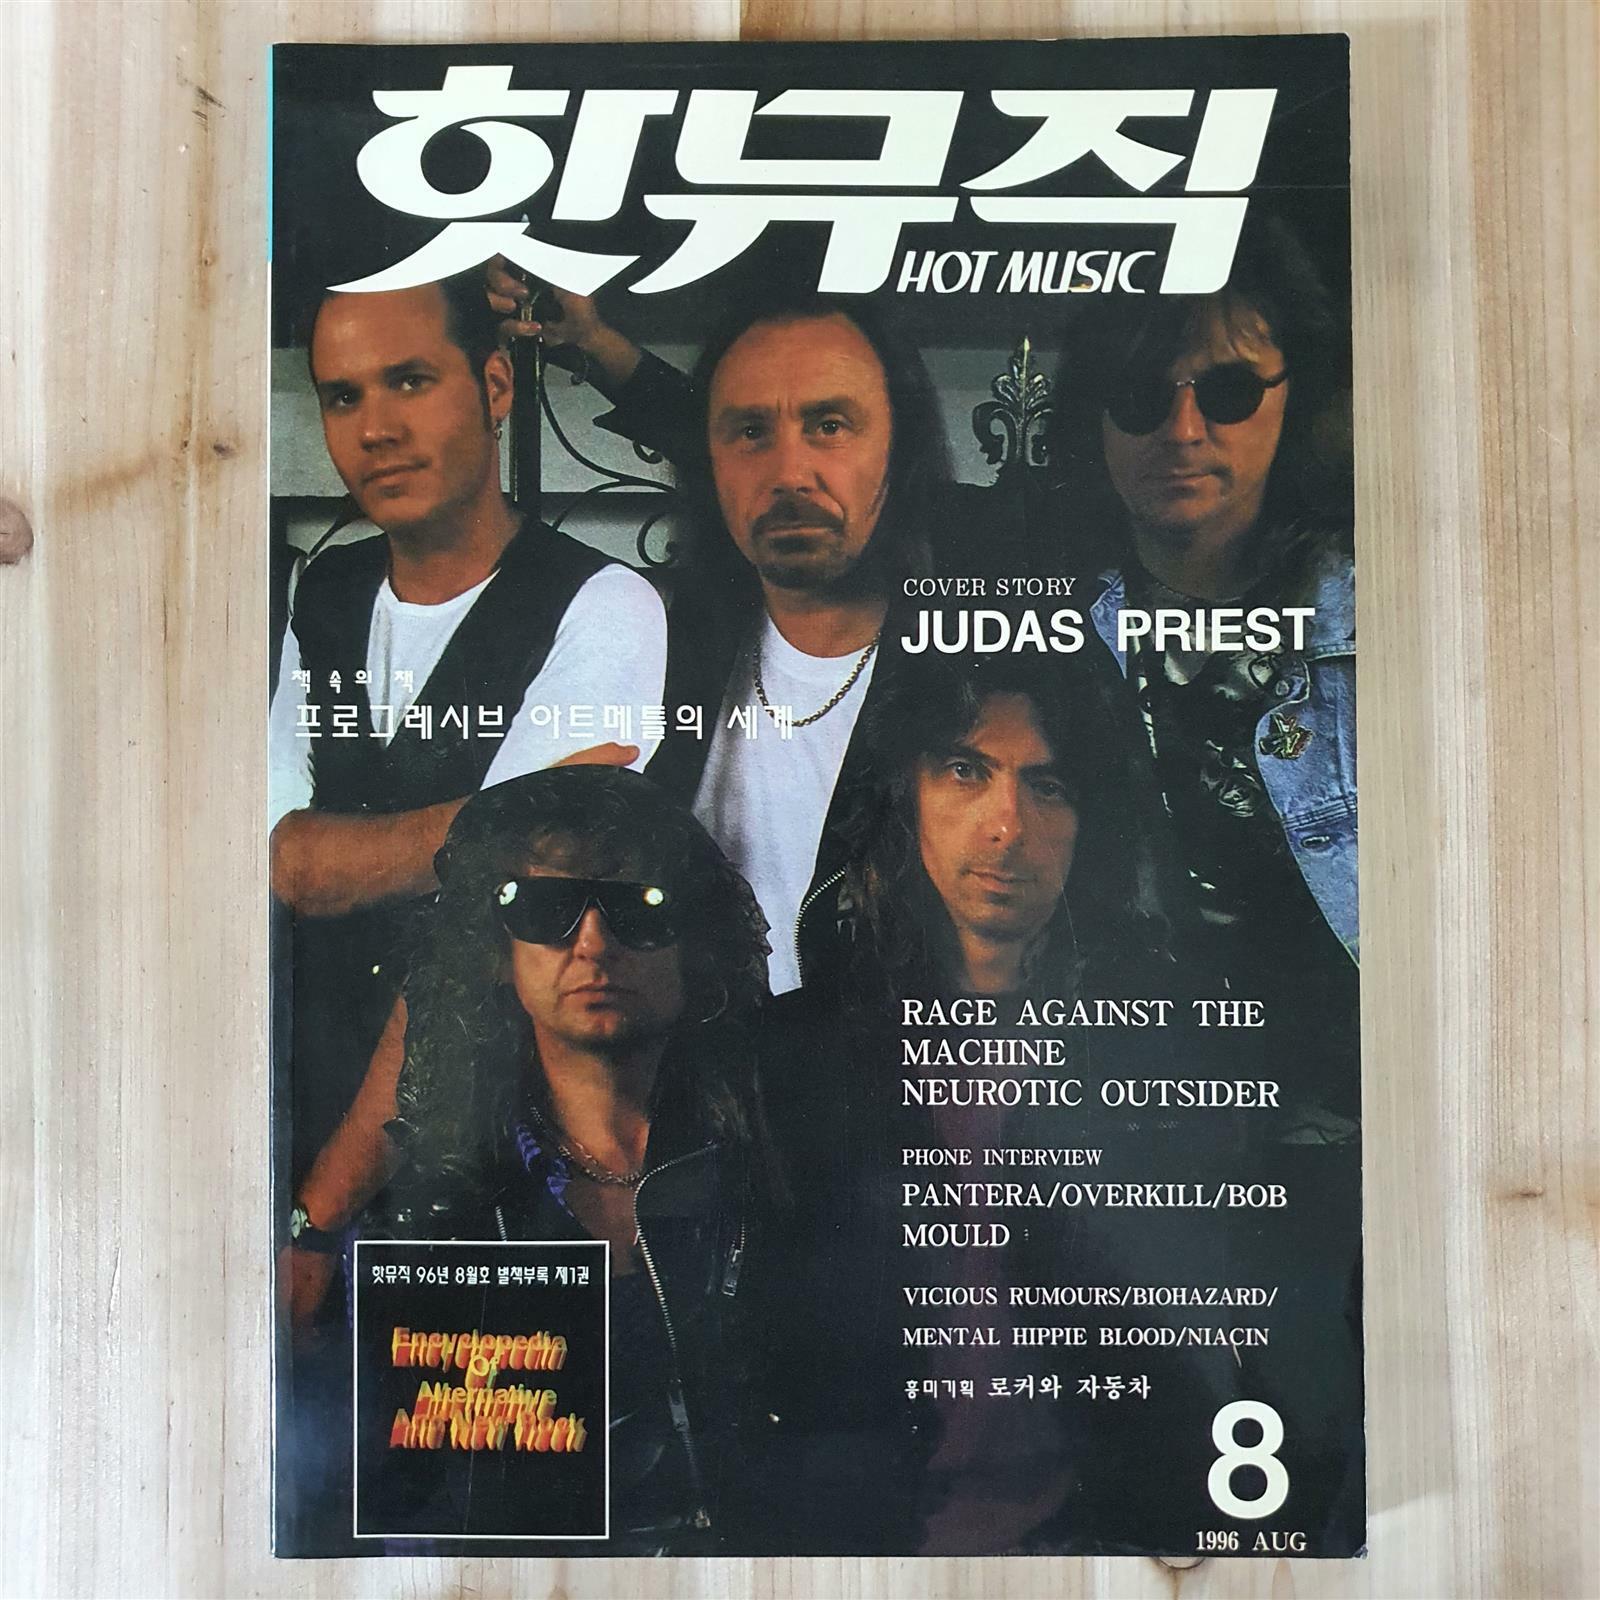 핫뮤직
HOT MUSIC
COVER STORY
JUDAS PRIEST
책 속의 책
프로그레시브 아트메틀의 세계
RAGE AGAINST THE
MACHINE
NEUROTIC OUTSIDER
PHONE INTERVIEW
PANTERA/OVERKILL/BOB
MOULD
VICIOUS RUMOURS/BIOHAZARD/
MENTAL HIPPIE BLOOD/NIACIN
흥미기획 로커와 자동차
핫뮤직 96년 8월호 별책부록 제1권
Encyclopedia
Of
Alternative
And New Rock
8
1996 AUG